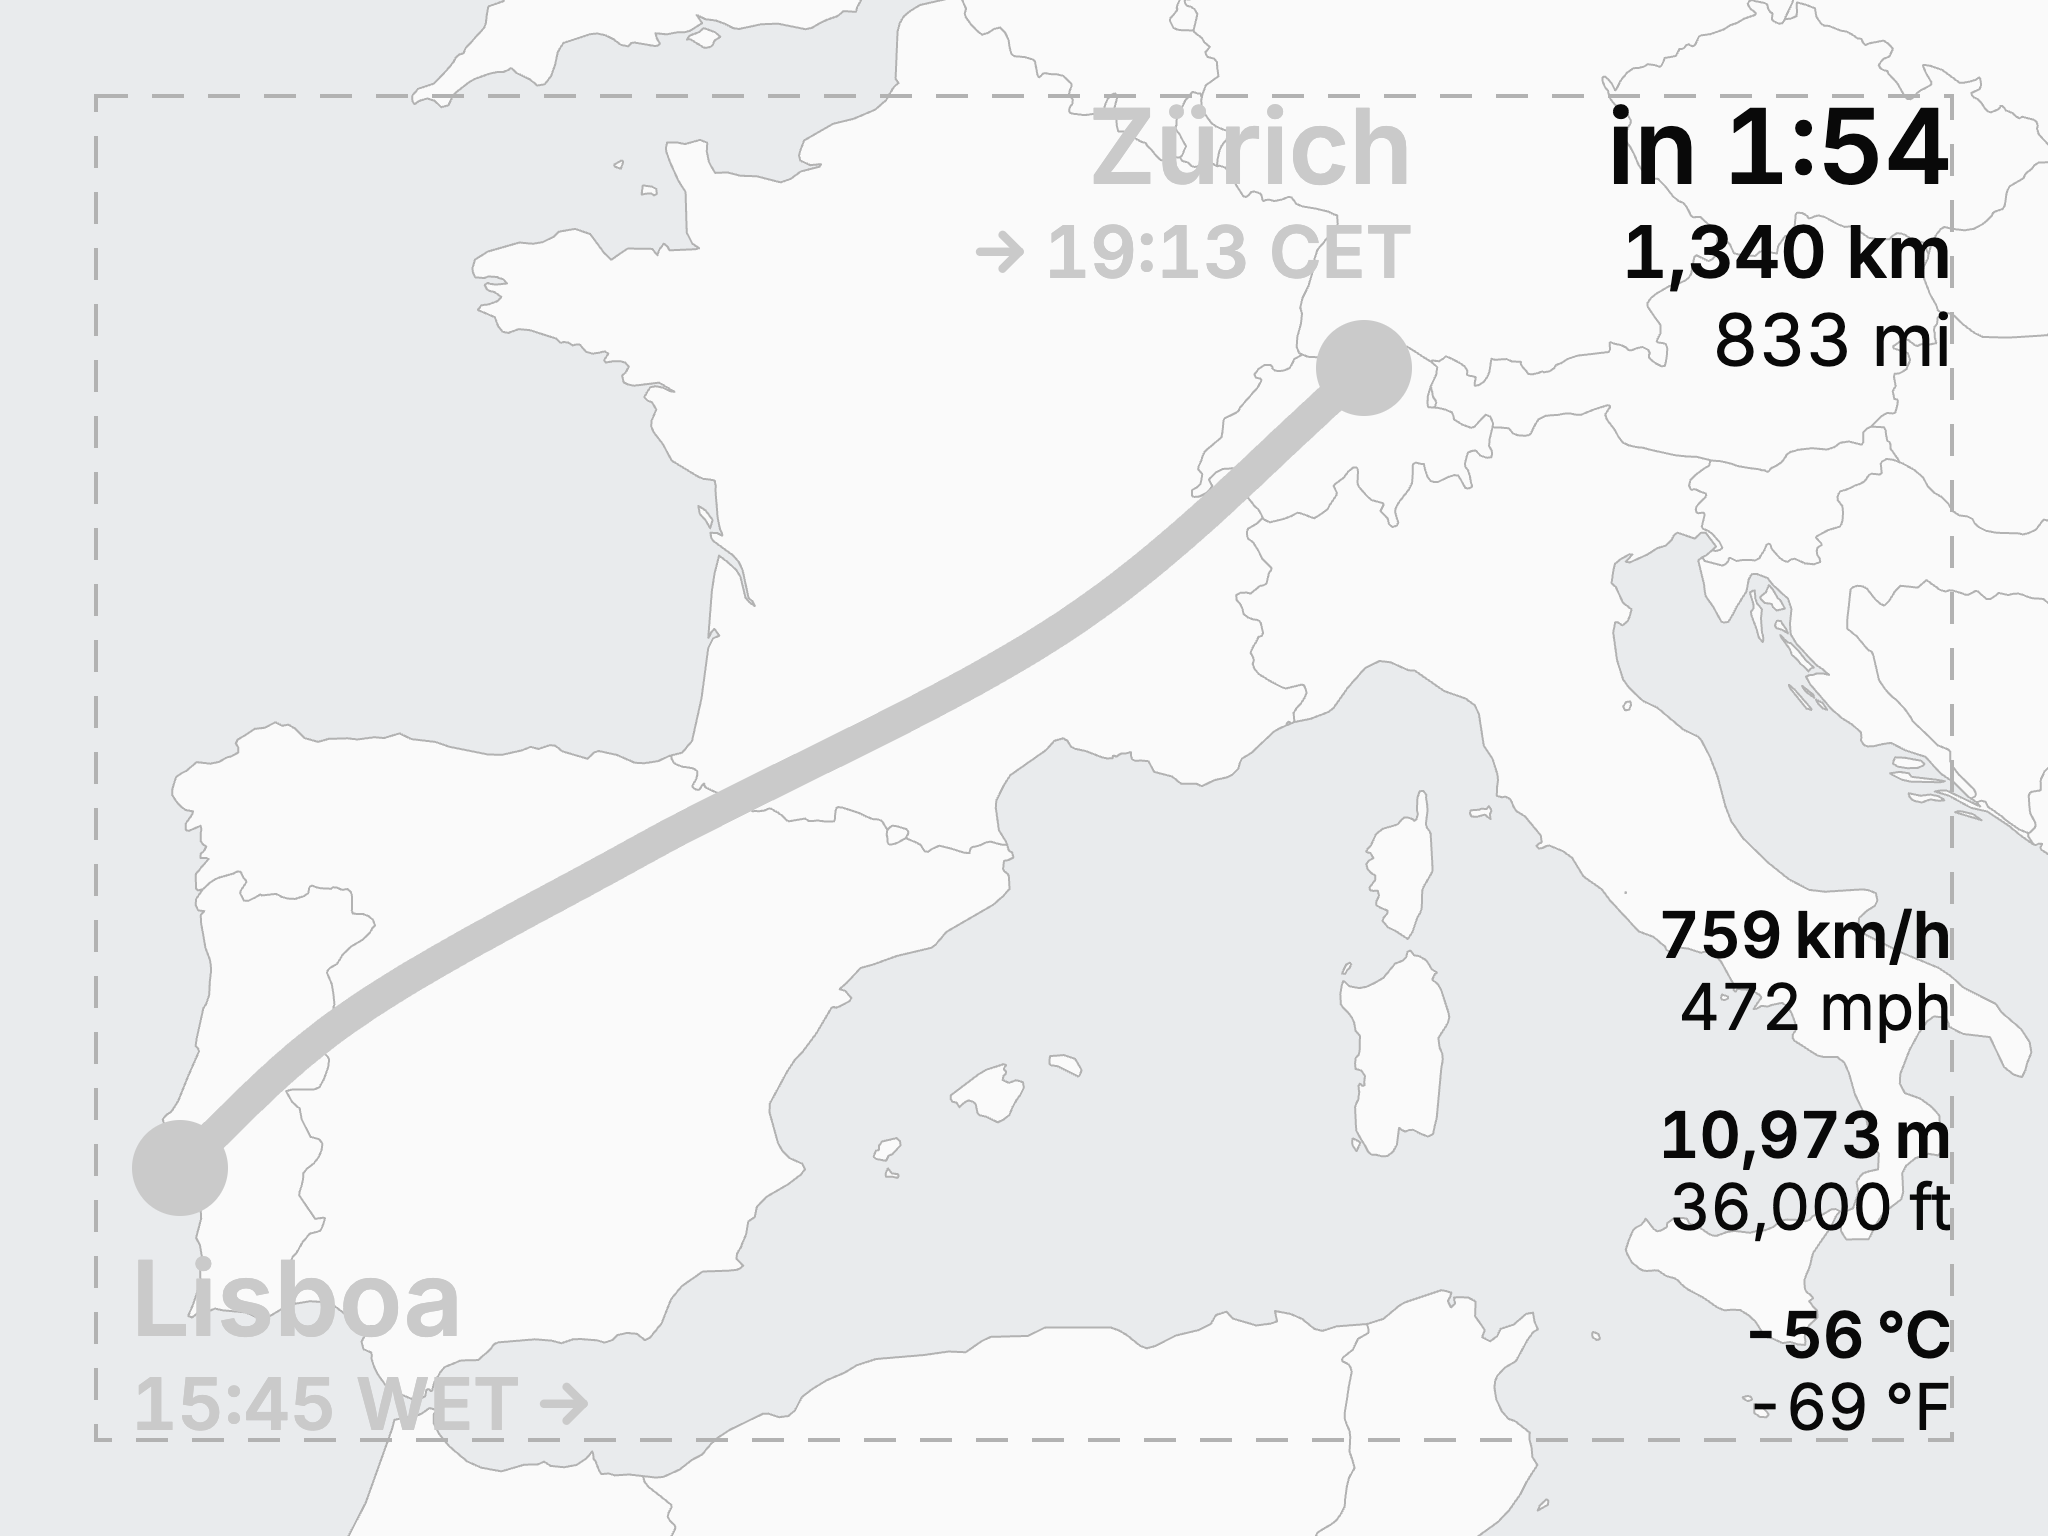 Zürich
→ 19:13 CET
in 1:54
1,340 km
833 mi
759 km/h
472 mph
10,973 m
36,000 ft
-56 °C
-69 °F
Lisboa
15:45 WET →